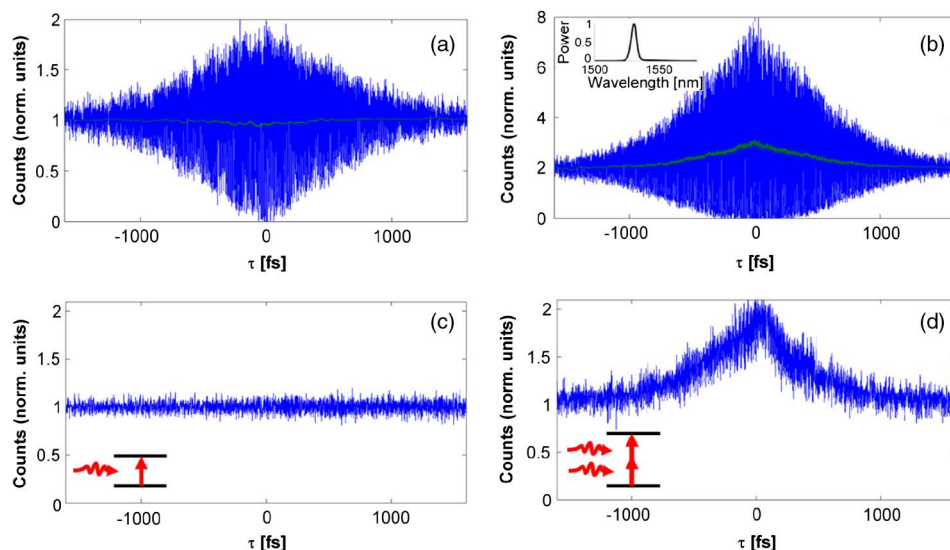 (a)
Counts (norm. units)
2
1.5
1
0.5
0
-1000 0 1000
τ [fs]
(b)
Counts (norm. units)
8
6
4
2
0
-1000 0 1000
τ [fs]
Power
1
0.5
0
1500 1550
Wavelength [nm]
(c)
Counts (norm. units)
2
1.5
1
0.5
0
-1000 0 1000
τ [fs]
(d)
Counts (norm. units)
2
1.5
1
0.5
0
-1000 0 1000
τ [fs]